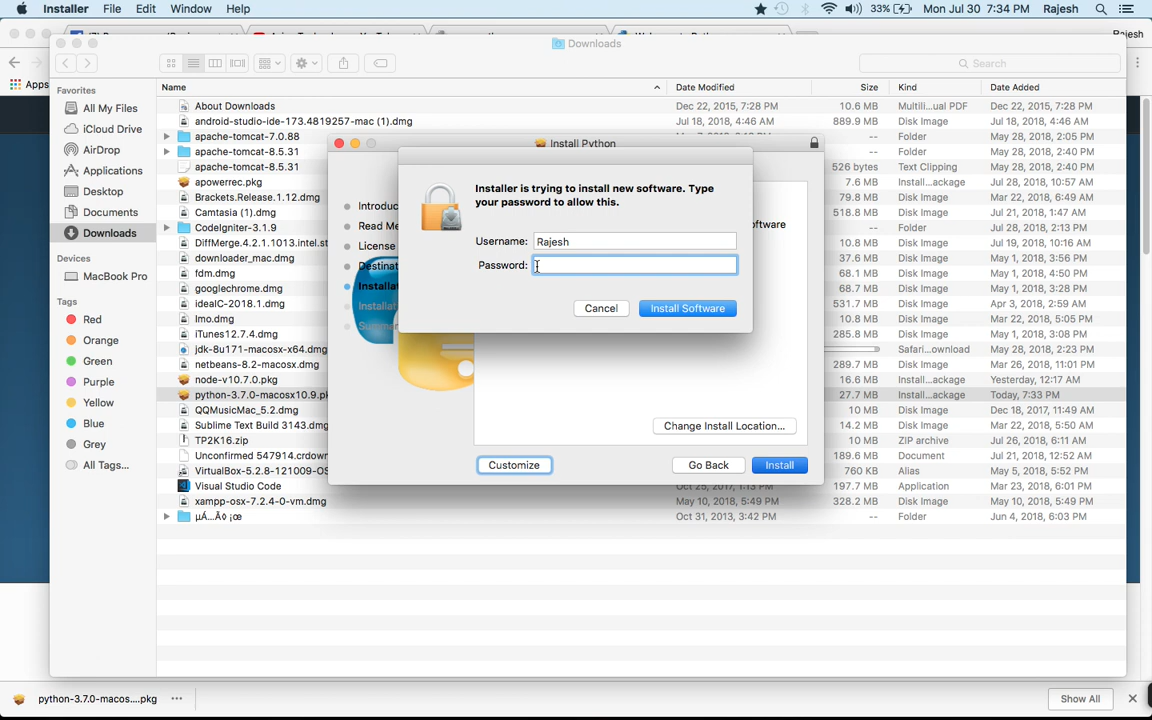 Installer File Edit Window Help 33% Mon Jul 30 7:34 PM Rajesh
Rajesh
Downloads
Apps
Search
Favorites
All My Files
iCloud Drive
AirDrop
Applications
Desktop
Documents
Downloads
Devices
MacBook Pro
Tags
Red
Orange
Green
Purple
Yellow
Blue
Grey
All Tags...
Name Date Modified Size Kind Date Added
About Downloads Dec 22, 2015, 7:28 PM 10.6 MB Multili...ual PDF Dec 22, 2015, 7:28 PM
android-studio-ide-173.4819257-mac (1).dmg Jul 18, 2018, 4:46 AM 889.9 MB Disk Image Jul 18, 2018, 4:46 AM
apache-tomcat-7.0.88 -- Folder May 28, 2018, 2:05 PM
apache-tomcat-8.5.31 -- Folder May 28, 2018, 2:40 PM
apache-tomcat-8.5.31 526 bytes Text Clipping May 28, 2018, 2:40 PM
apowerrec.pkg 7.6 MB Install...ackage Jul 28, 2018, 10:57 AM
Brackets.Release.1.12.dmg 79.8 MB Disk Image May 28, 2018, 6:30 AM
Camtasia (1).dmg 518.8 MB Disk Image Jul 21, 2018, 1:47 AM
CodeIgniter-3.1.9 -- Folder Jul 28, 2018, 2:13 PM
DiffMerge.4.2.1.1013.intel.st 10.8 MB Disk Image Jul 19, 2018, 10:16 AM
downloader_mac.dmg 37.6 MB Disk Image May 1, 2018, 3:56 PM
fdm.dmg 68.1 MB Disk Image May 1, 2018, 4:50 PM
googlechrome.dmg 68.7 MB Disk Image May 1, 2018, 3:28 PM
ideaIC-2018.1.dmg 531.7 MB Disk Image Apr 3, 2018, 2:59 AM
lmo.dmg 10.8 MB Disk Image Mar 22, 2018, 5:05 PM
iTunes12.7.4.dmg 285.8 MB Disk Image May 1, 2018, 3:08 PM
jdk-8u171-macosx-x64.dmg Safari...ownload May 28, 2018, 2:23 PM
netbeans-8.2-macosx.dmg 289.7 MB Disk Image Mar 26, 2018, 11:01 PM
node-v10.7.0.pkg 16.6 MB Install...ackage Yesterday, 12:17 AM
python-3.7.0-macosx10.9.pk 27.7 MB Install...ackage Today, 7:33 PM
QQMusicMac_5.2.dmg 10 MB Disk Image Dec 18, 2017, 11:49 AM
Sublime Text Build 3143.dmg 14.2 MB Disk Image Mar 22, 2018, 5:50 PM
TP2K16.zip 10 MB ZIP archive Jul 26, 2018, 6:11 AM
Unconfirmed 547914.crdown 189.6 MB Document Jul 21, 2018, 12:52 AM
VirtualBox-5.2.8-121009-OS 760 KB Alias May 5, 2018, 5:52 PM
Visual Studio Code Oct 25, 2017, 1:13 PM 197.7 MB Application Mar 23, 2018, 6:01 PM
xampp-osx-7.2.4-0-vm.dmg May 10, 2018, 5:49 PM 328.2 MB Disk Image May 10, 2018, 5:49 PM
Oct 31, 2013, 3:42 PM -- Folder Jun 4, 2018, 6:03 PM
Install Python
Introduc
Read Me
License
Destinat
Installat
Installat
Summar
oftware
Installer is trying to install new software. Type
your password to allow this.
Username: Rajesh
Password:
Cancel Install Software
Change Install Location...
Customize Go Back Install
python-3.7.0-macos....pkg Show All